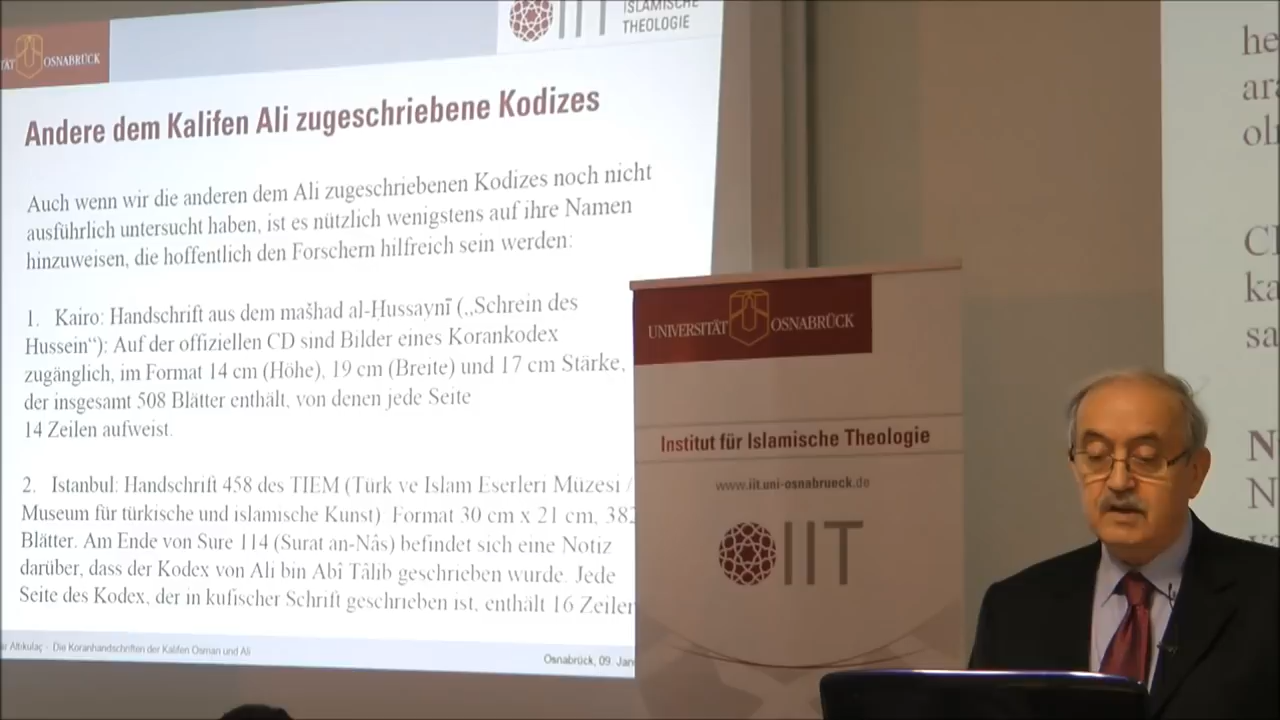 OSNABRÜCK
IIT
ISLAMISCHE
THEOLOGIE
Andere dem Kalifen Ali zugeschriebene Kodizes
Auch wenn wir die anderen dem Ali zugeschriebenen Kodizes noch nicht
ausführlich untersucht haben, ist es nützlich wenigstens auf ihre Namen
hinzuweisen, die hoffentlich den Forschern hilfreich sein werden:
1. Kairo: Handschrift aus dem mašhad al-Hussaynī („Schrein des
Hussein“): Auf der offiziellen CD sind Bilder eines Korankodex
zugänglich, im Format 14 cm (Höhe), 19 cm (Breite) und 17 cm Stärke,
der insgesamt 508 Blätter enthält, von denen jede Seite
14 Zeilen aufweist.
2. Istanbul: Handschrift 458 des TIEM (Türk ve Islam Eserleri Müzesi /
Museum für türkische und islamische Kunst) Format 30 cm x 21 cm, 382
Blätter. Am Ende von Sure 114 (Surat an-Nâs) befindet sich eine Notiz
darüber, dass der Kodex von Ali bin Abî Tâlib geschrieben wurde. Jede
Seite des Kodex, der in kufischer Schrift geschrieben ist, enthält 16 Zeilen
Altıkulaç - Die Koranhandschriften der Kalifen Osman und Ali
Osnabrück, 09. Jan
UNIVERSITÄT OSNABRÜCK
Institut für Islamische Theologie
www.iit.uni-osnabrueck.de
IIT
he
ara
ka
sa
N
N